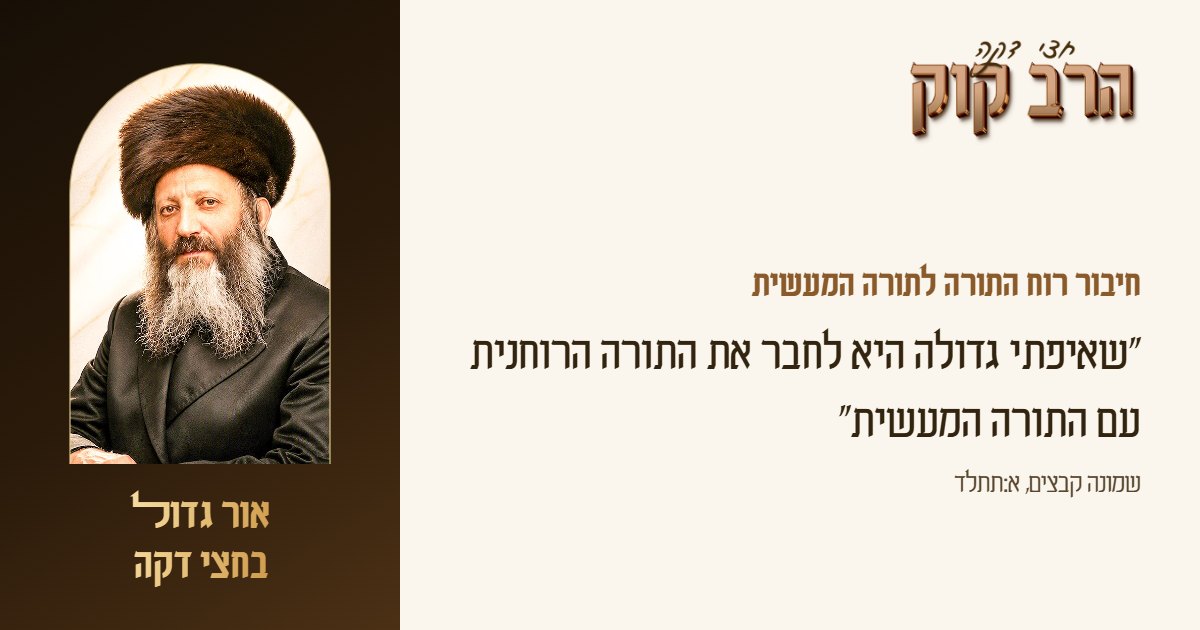 חצי דקה
הרב קוק
חיבור רוח התורה לתורה המעשית
"שאיפתי גדולה היא לחבר את התורה הרוחנית
עם התורה המעשית"
שמונה קבצים, א:תתלד
אור גדול
בחצי דקה